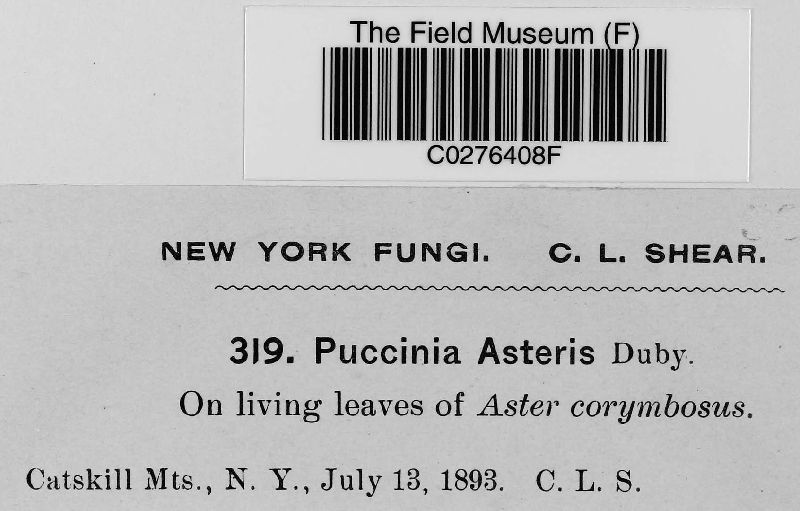 The Field Museum (F)
C0276408F
NEW YORK FUNGI. C. L. SHEAR.
319. Puccinia Asteris Duby.
On living leaves of Aster corymbosus.
Catskill Mts., N. Y., July 13, 1893. C. L. S.